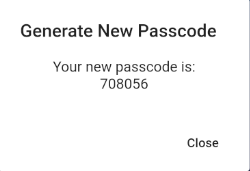 Generate New Passcode
Your new passcode is:
708056
Close